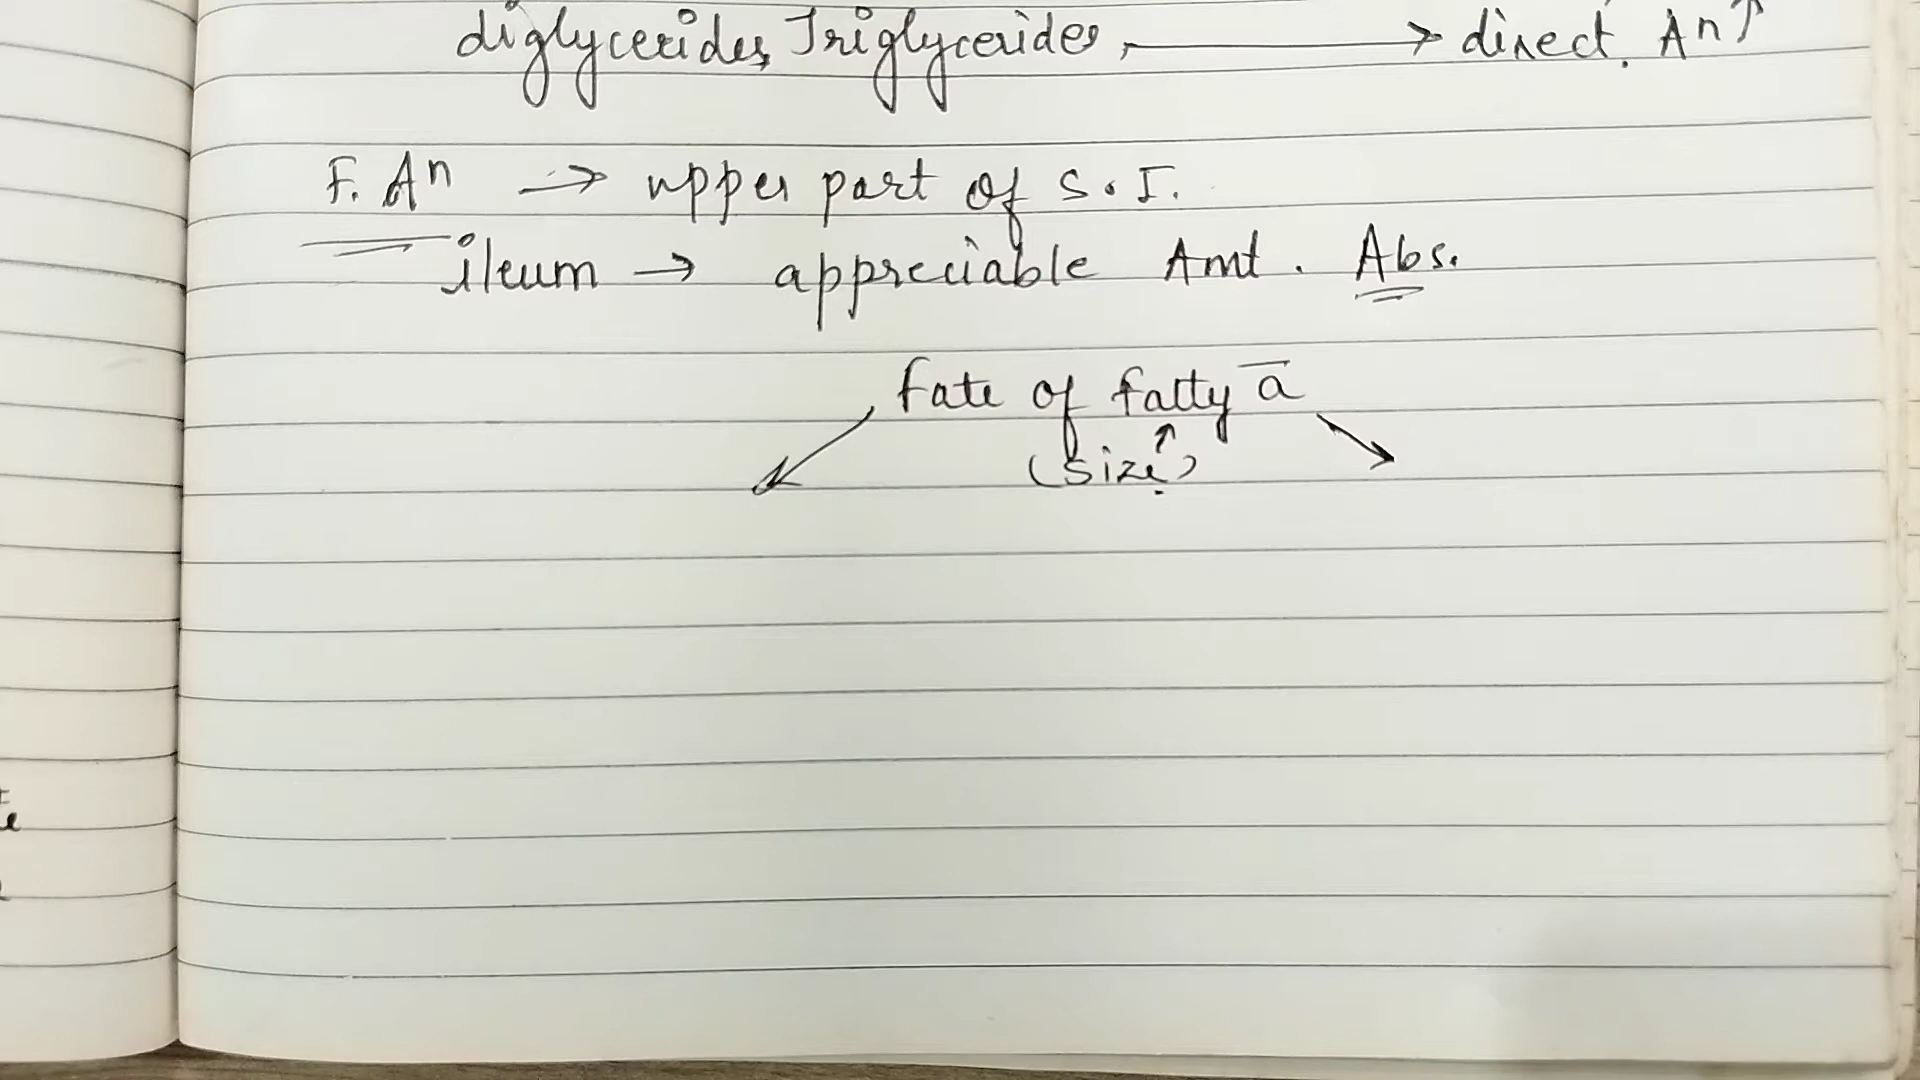 diglycerides, Triglycerides, → direct. Aⁿ↑
F. Aⁿ → upper part of S.I.
ileum → appreciable Amt. Abs.
Fate of fatty a̅
(size)